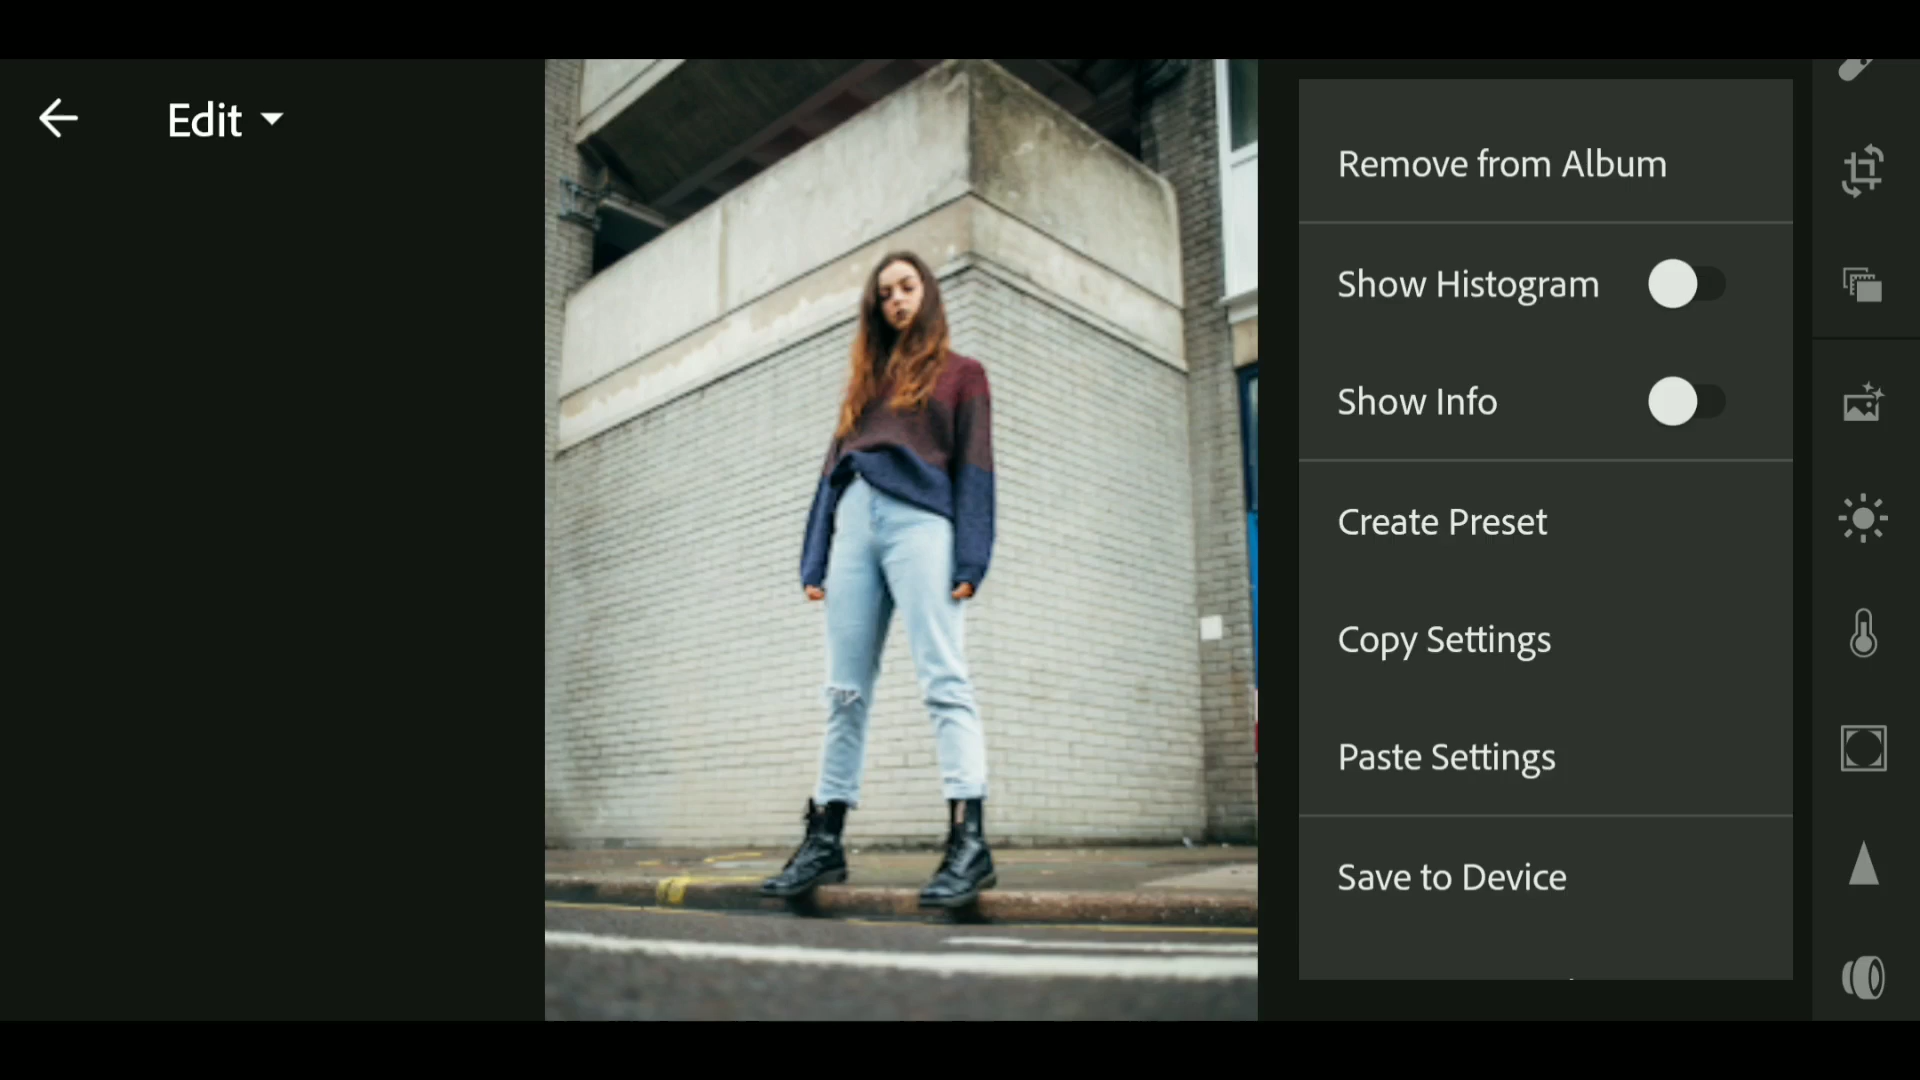 Edit
Remove from Album
Show Histogram
Show Info
Create Preset
Copy Settings
Paste Settings
Save to Device